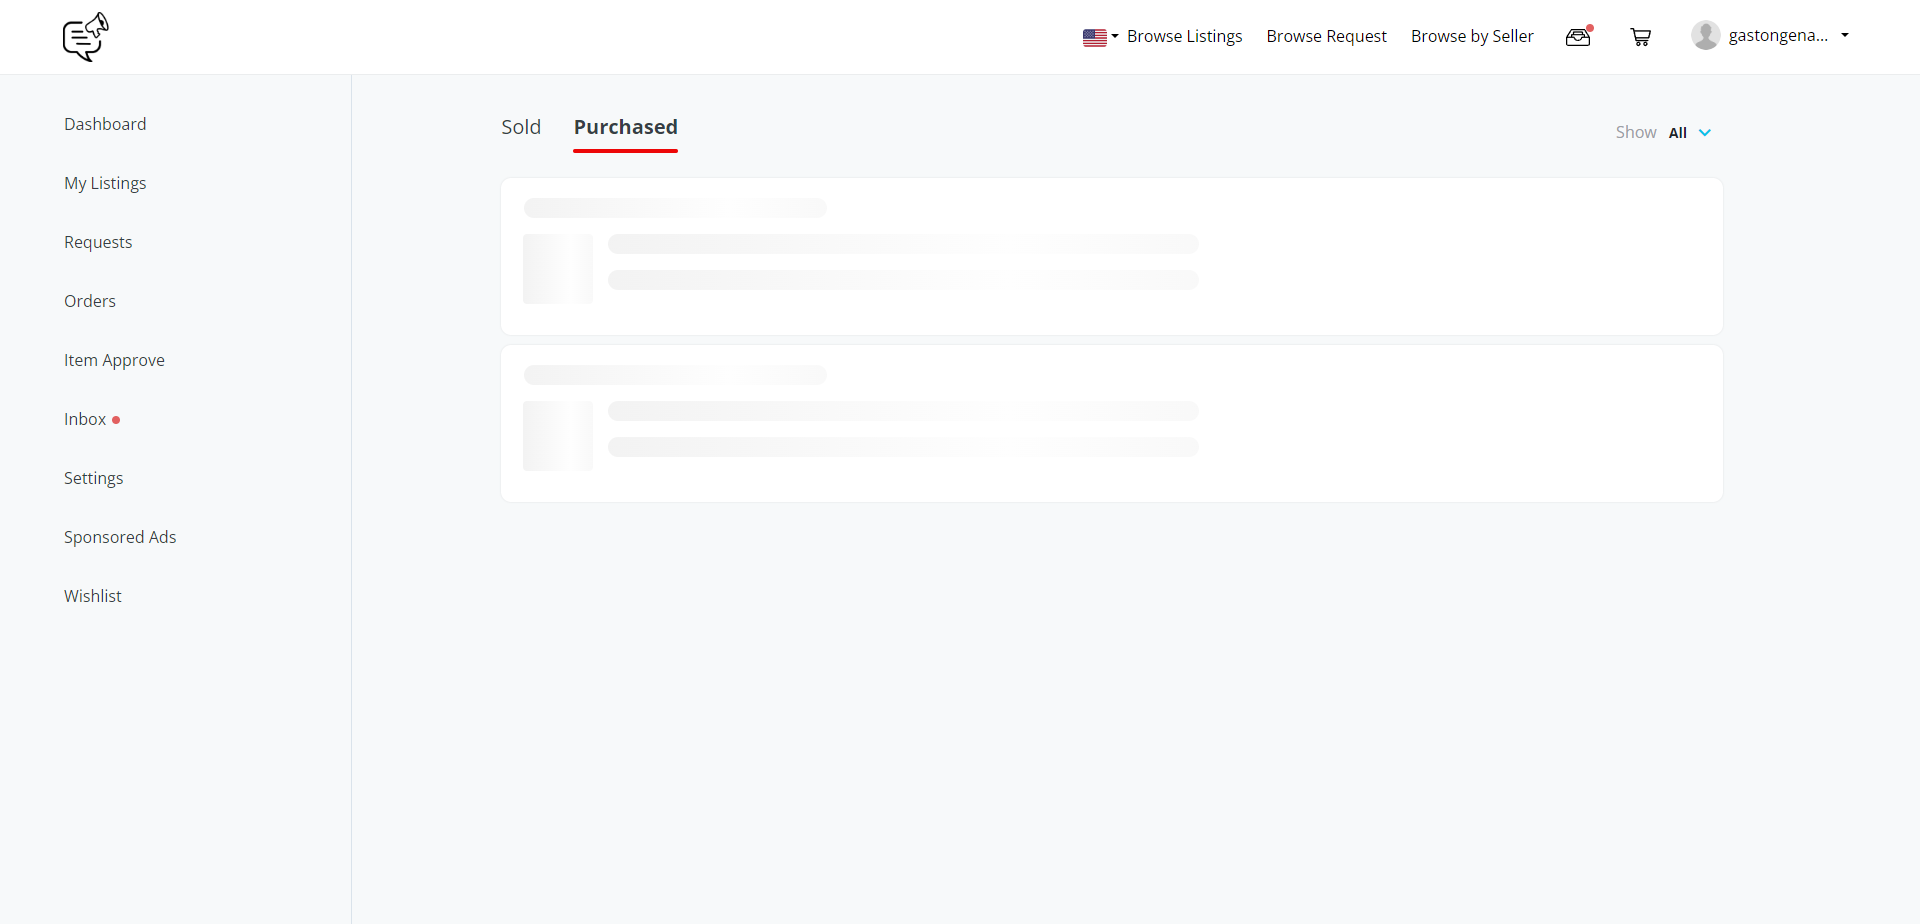 Browse Listings
Browse Request
Browse by Seller
gastongena...
Dashboard
My Listings
Requests
Orders
Item Approve
Inbox
Settings
Sponsored Ads
Wishlist
Sold
Purchased
Show All